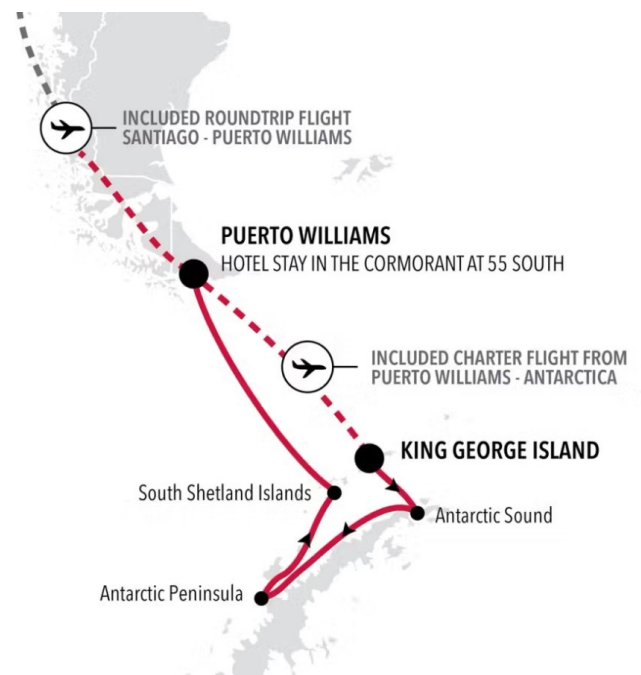 INCLUDED ROUNDTRIP FLIGHT
SANTIAGO - PUERTO WILLIAMS
PUERTO WILLIAMS
HOTEL STAY IN THE CORMORANT AT 55 SOUTH
INCLUDED CHARTER FLIGHT FROM
PUERTO WILLIAMS - ANTARCTICA
KING GEORGE ISLAND
South Shetland Islands
Antarctic Sound
Antarctic Peninsula